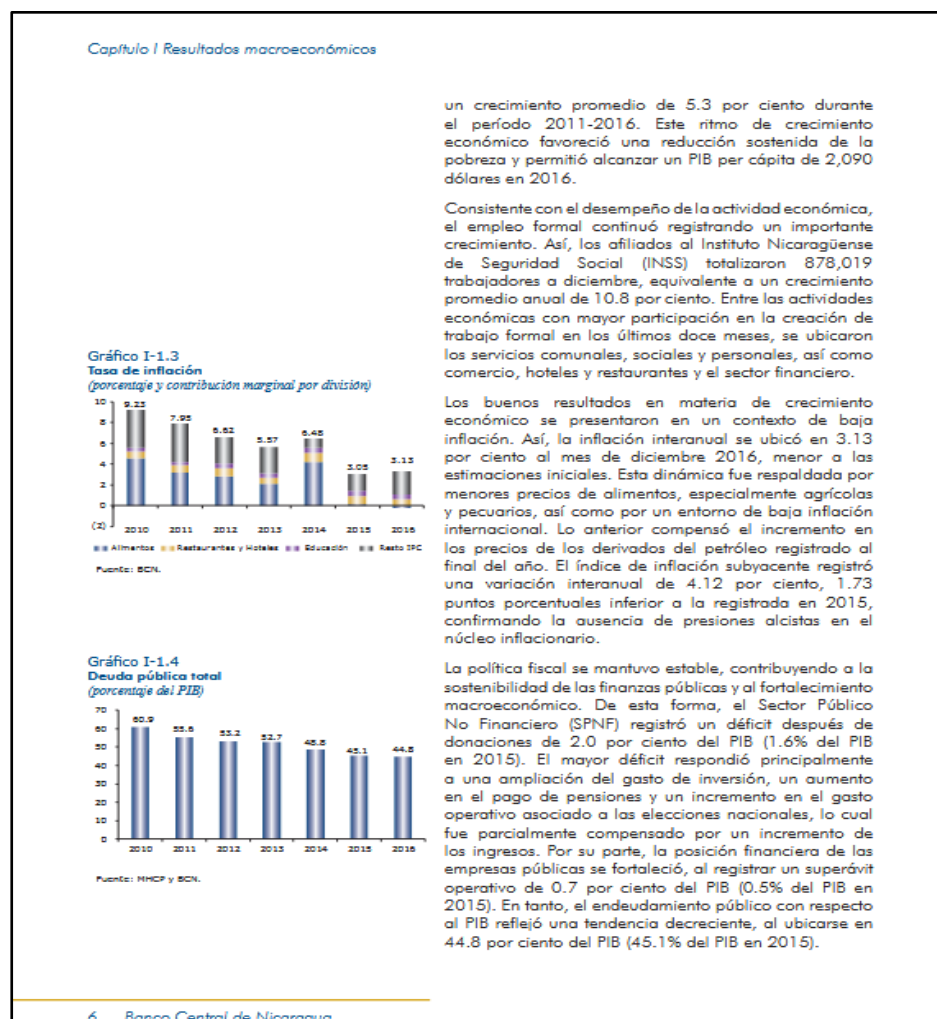 Capítulo I Resultados macroeconómicos
un crecimiento promedio de 5.3 por ciento durante
el período 2011-2016. Este ritmo de crecimiento
económico favoreció una reducción sostenida de la
pobreza y permitió alcanzar un PIB per cápita de 2,090
dólares en 2016.
Consistente con el desempeño de la actividad económica,
el empleo formal continuó registrando un importante
crecimiento. Así, los afiliados al Instituto Nicaragüense
de Seguridad Social (INSS) totalizaron 878,019
trabajadores a diciembre, equivalente a un crecimiento
promedio anual de 10.8 por ciento. Entre las actividades
económicas con mayor participación en la creación de
trabajo formal en los últimos doce meses, se ubicaron
los servicios comunales, sociales y personales, así como
comercio, hoteles y restaurantes y el sector financiero.
Los buenos resultados en materia de crecimiento
económico se presentaron en un contexto de baja
inflación. Así, la inflación interanual se ubicó en 3.13
por ciento al mes de diciembre 2016, menor a las
estimaciones iniciales. Esta dinámica fue respaldada por
menores precios de alimentos, especialmente agrícolas
y pecuarios, así como por un entorno de baja inflación
internacional. Lo anterior compensó el incremento en
los precios de los derivados del petróleo registrado al
final del año. El índice de inflación subyacente registró
una variación interanual de 4.12 por ciento, 1.73
puntos porcentuales inferior a la registrada en 2015,
confirmando la ausencia de presiones alcistas en el
núcleo inflacionario.
La política fiscal se mantuvo estable, contribuyendo a la
sostenibilidad de las finanzas públicas y al fortalecimiento
macroeconómico. De esta forma, el Sector Público
No Financiero (SPNF) registró un déficit después de
donaciones de 2.0 por ciento del PIB (1.6% del PIB
en 2015). El mayor déficit respondió principalmente
a una ampliación del gasto de inversión, un aumento
en el pago de pensiones y un incremento en el gasto
operativo asociado a las elecciones nacionales, lo cual
fue parcialmente compensado por un incremento de
los ingresos. Por su parte, la posición financiera de las
empresas públicas se fortaleció, al registrar un superávit
operativo de 0.7 por ciento del PIB (0.5% del PIB en
2015). En tanto, el endeudamiento público con respecto
al PIB reflejó una tendencia decreciente, al ubicarse en
44.8 por ciento del PIB (45.1% del PIB en 2015).
Gráfico I-1.3
Tasa de inflación
(porcentaje y contribución marginal por división)
10
8
6
4
2
0
(2)
9.23
7.95
6.62
5.57
6.48
3.05
3.13
2010 2011 2012 2013 2014 2015 2016
Alimentos Restaurantes y Hoteles Educación Resto IPC
Fuente: BCN.
Gráfico I-1.4
Deuda pública total
(porcentaje del PIB)
70
60
50
40
30
20
10
0
60.9
55.6
53.2
52.7
48.8
45.1
44.8
2010 2011 2012 2013 2014 2015 2016
Fuente: MHCP y BCN.
6 Banco Central de Nicaragua